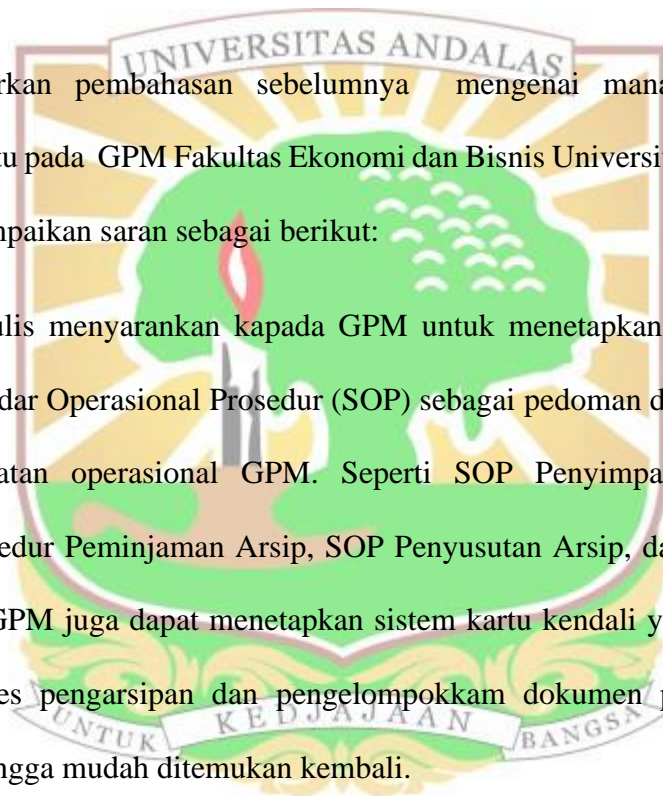 UNIVERSITAS ANDALAS
rkan pembahasan sebelumnya mengenai mana
u pada GPM Fakultas Ekonomi dan Bisnis Universit
npaikan saran sebagai berikut:
ulis menyarankan kapada GPM untuk menetapkan
dar Operasional Prosedur (SOP) sebagai pedoman d
atan operasional GPM. Seperti SOP Penyimpa
edur Peminjaman Arsip, SOP Penyusutan Arsip, da
GPM juga dapat menetapkan sistem kartu kendali y
es pengarsipan dan pengelompokkam dokumen p
ngga mudah ditemukan kembali.
UNTUK KEDJAJAAN BANGSA